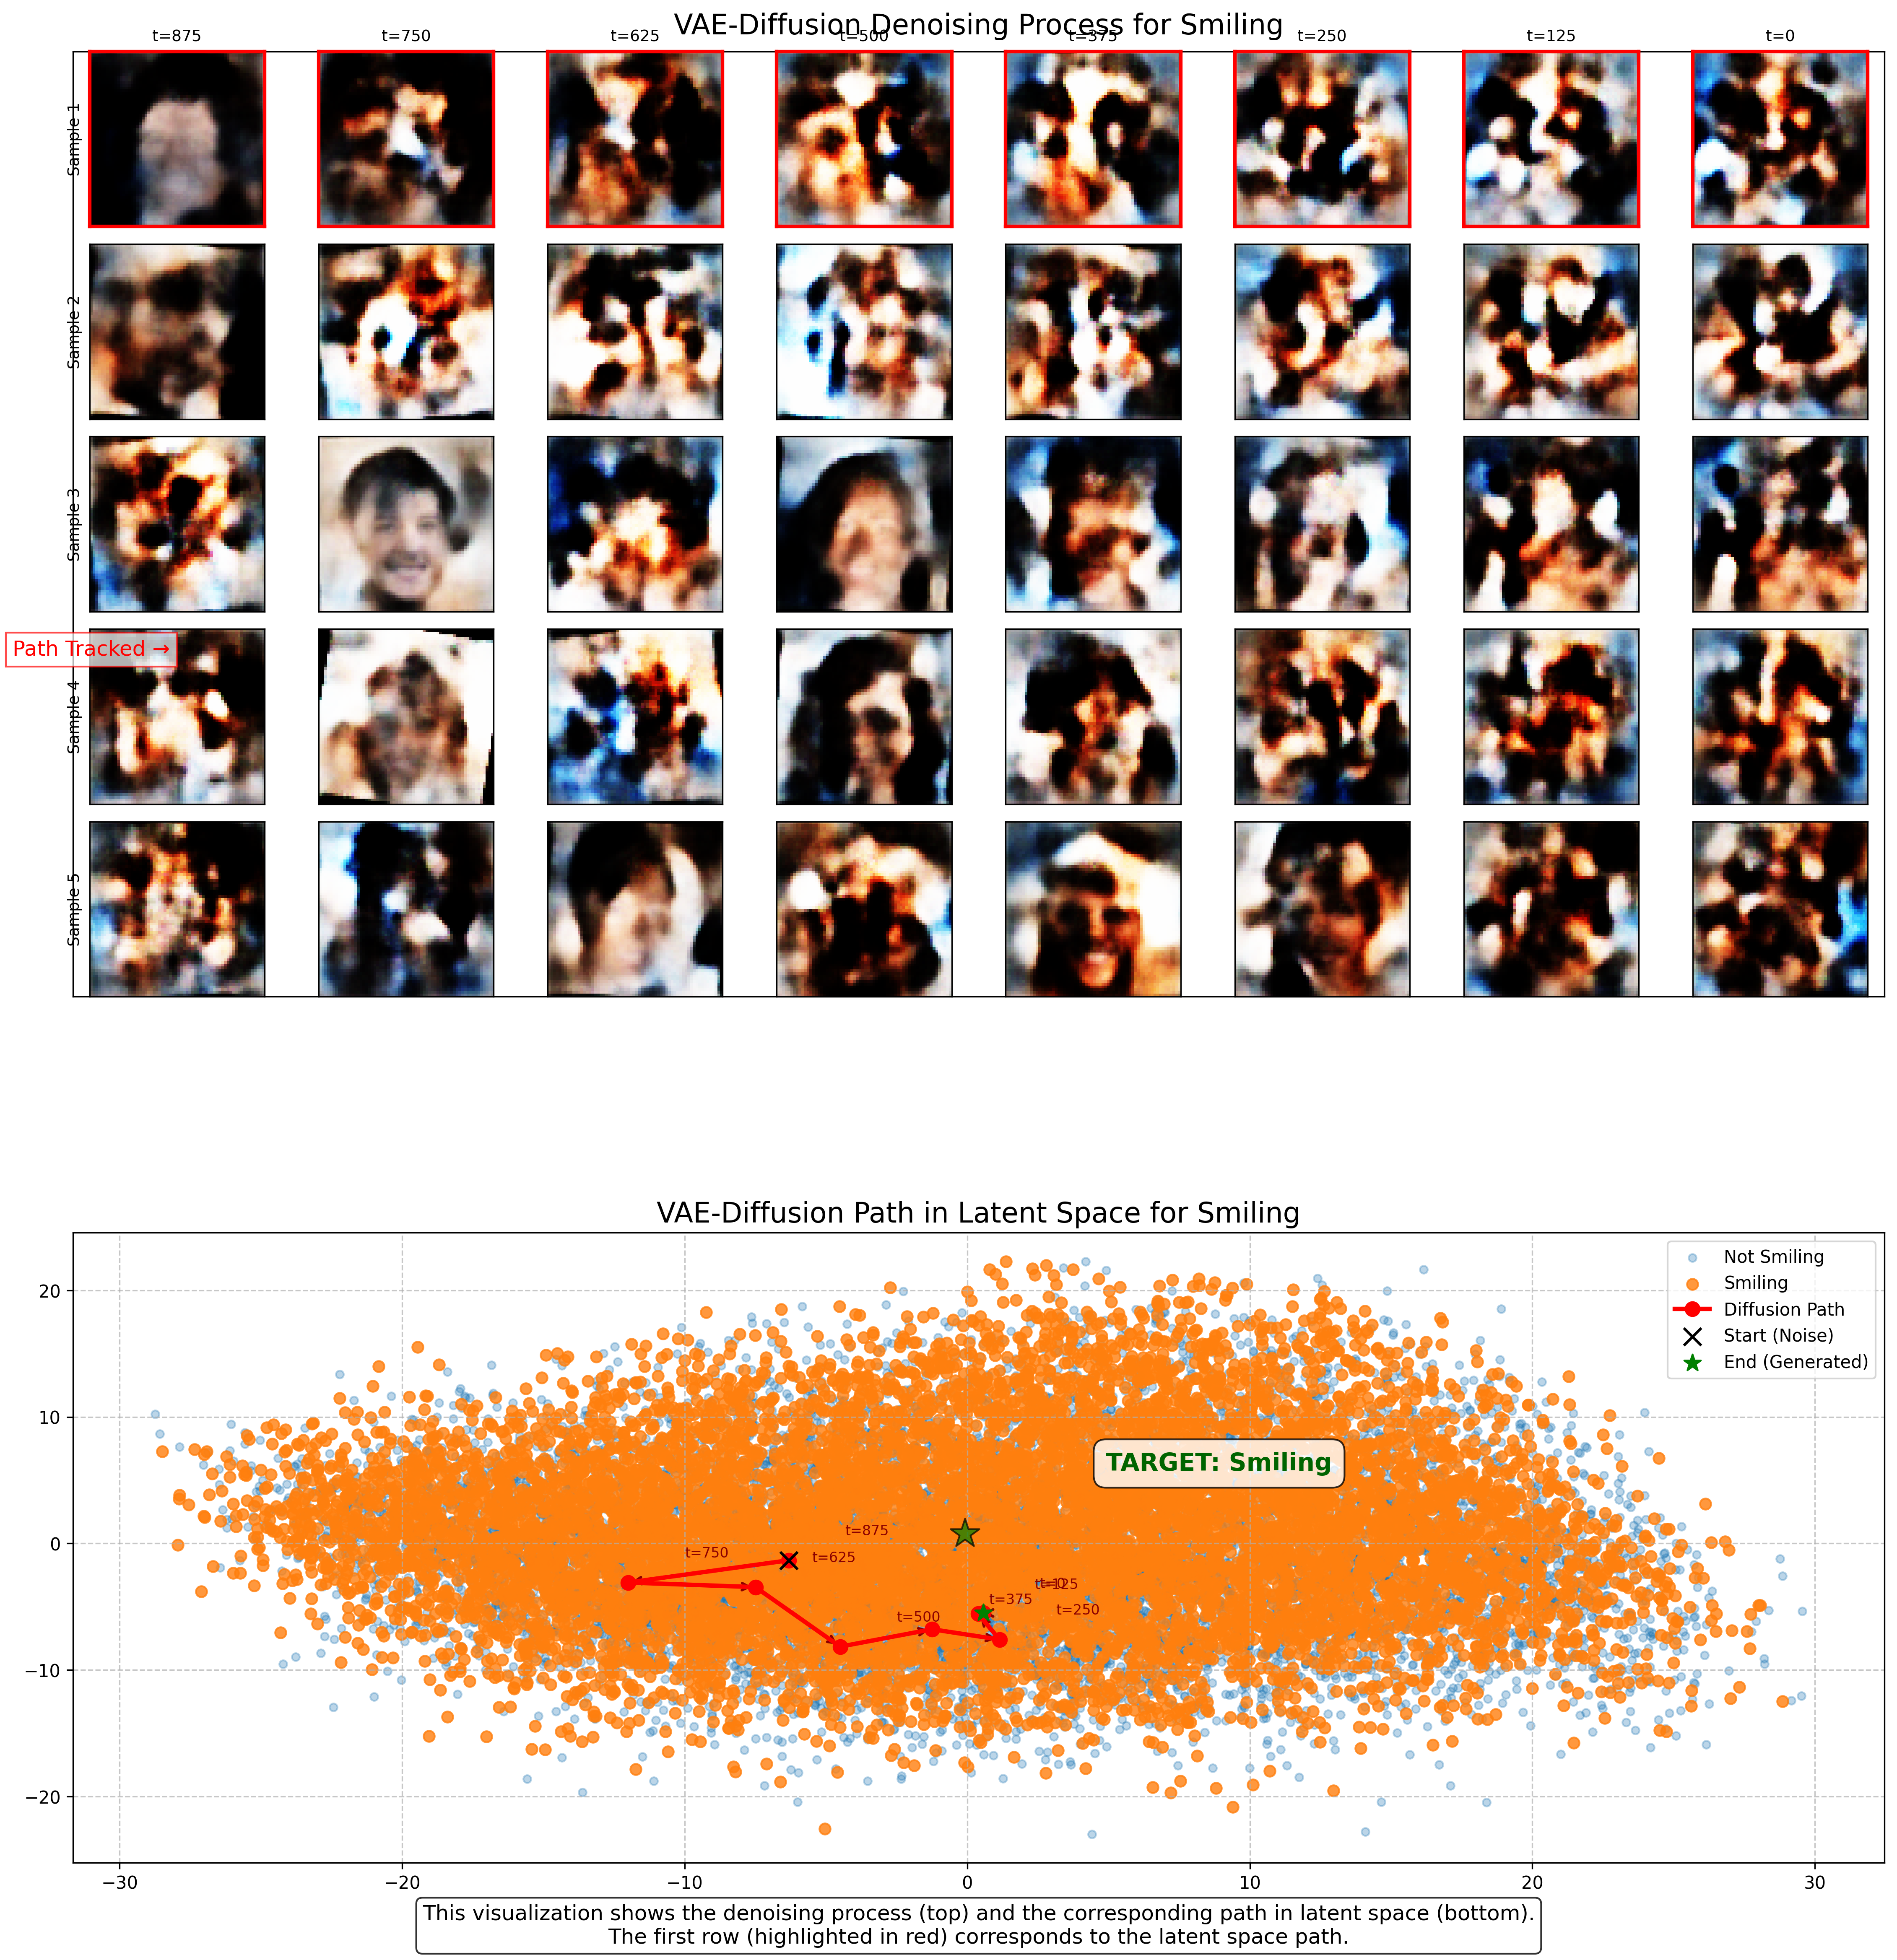 VAE-Diffusion Denoising Process for Smiling
t=875 t=750 t=625 t=500 t=375 t=250 t=125 t=0
Sample 1
Sample 2
Sample 3
Path Tracked →
Sample 4
Sample 5
VAE-Diffusion Path in Latent Space for Smiling
Not Smiling
Smiling
Diffusion Path
Start (Noise)
End (Generated)
20
10
0
−10
−20
TARGET: Smiling
t=875
t=750
t=625
t=0
t=125
t=375
t=250
t=500
−30 −20 −10 0 10 20 30
This visualization shows the denoising process (top) and the corresponding path in latent space (bottom).
The first row (highlighted in red) corresponds to the latent space path.